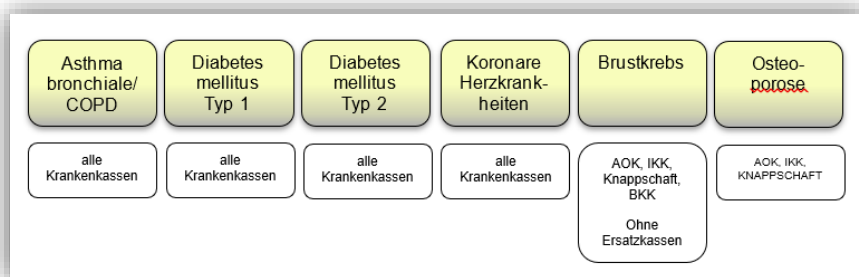 Asthma
bronchiale/
COPD
Diabetes
mellitus
Typ 1
Diabetes
mellitus
Typ 2
Koronare
Herzkrank-
heiten
Brustkrebs
Osteo-
porose
alle
Krankenkassen
alle
Krankenkassen
alle
Krankenkassen
alle
Krankenkassen
AOK, IKK,
Knappschaft,
BKK
Ohne
Ersatzkassen
AOK, IKK,
KNAPPSCHAFT